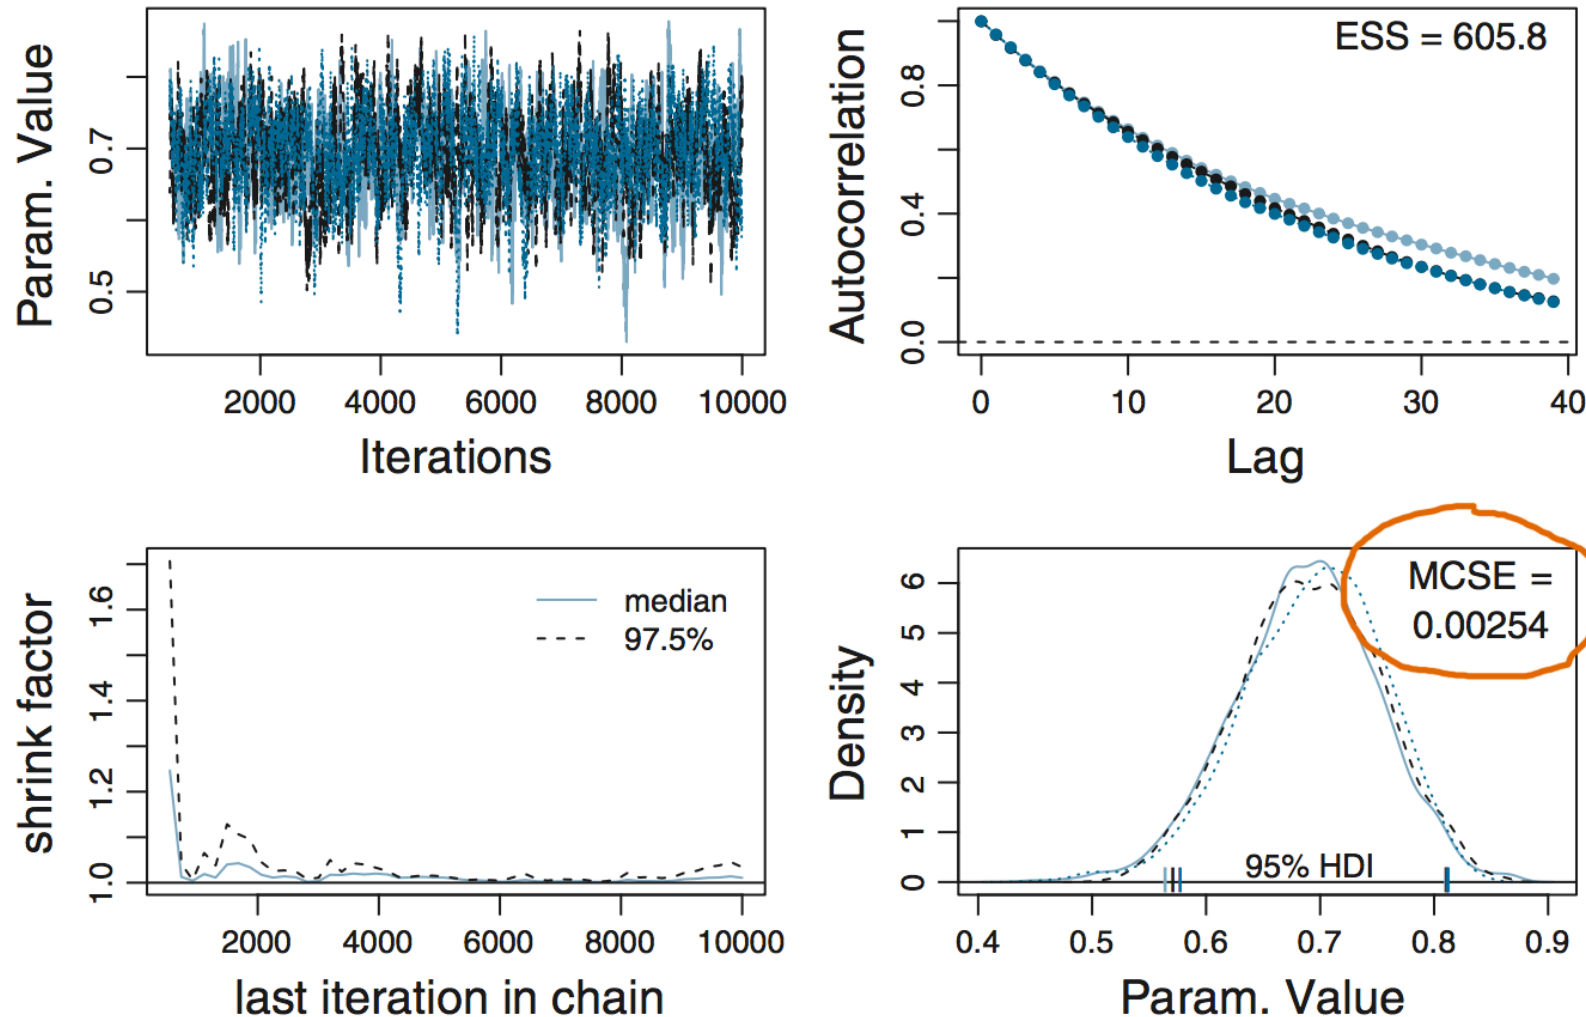 Param. Value
0.5 0.7
2000 4000 6000 8000 10000
Iterations
Autocorrelation
0.0 0.4 0.8
ESS = 605.8
0 10 20 30 40
Lag
shrink factor
1.0 1.2 1.4 1.6
median
97.5%
2000 4000 6000 8000 10000
last iteration in chain
Density
0 1 2 3 4 5 6
MCSE =
0.00254
95% HDI
0.4 0.5 0.6 0.7 0.8 0.9
Param. Value